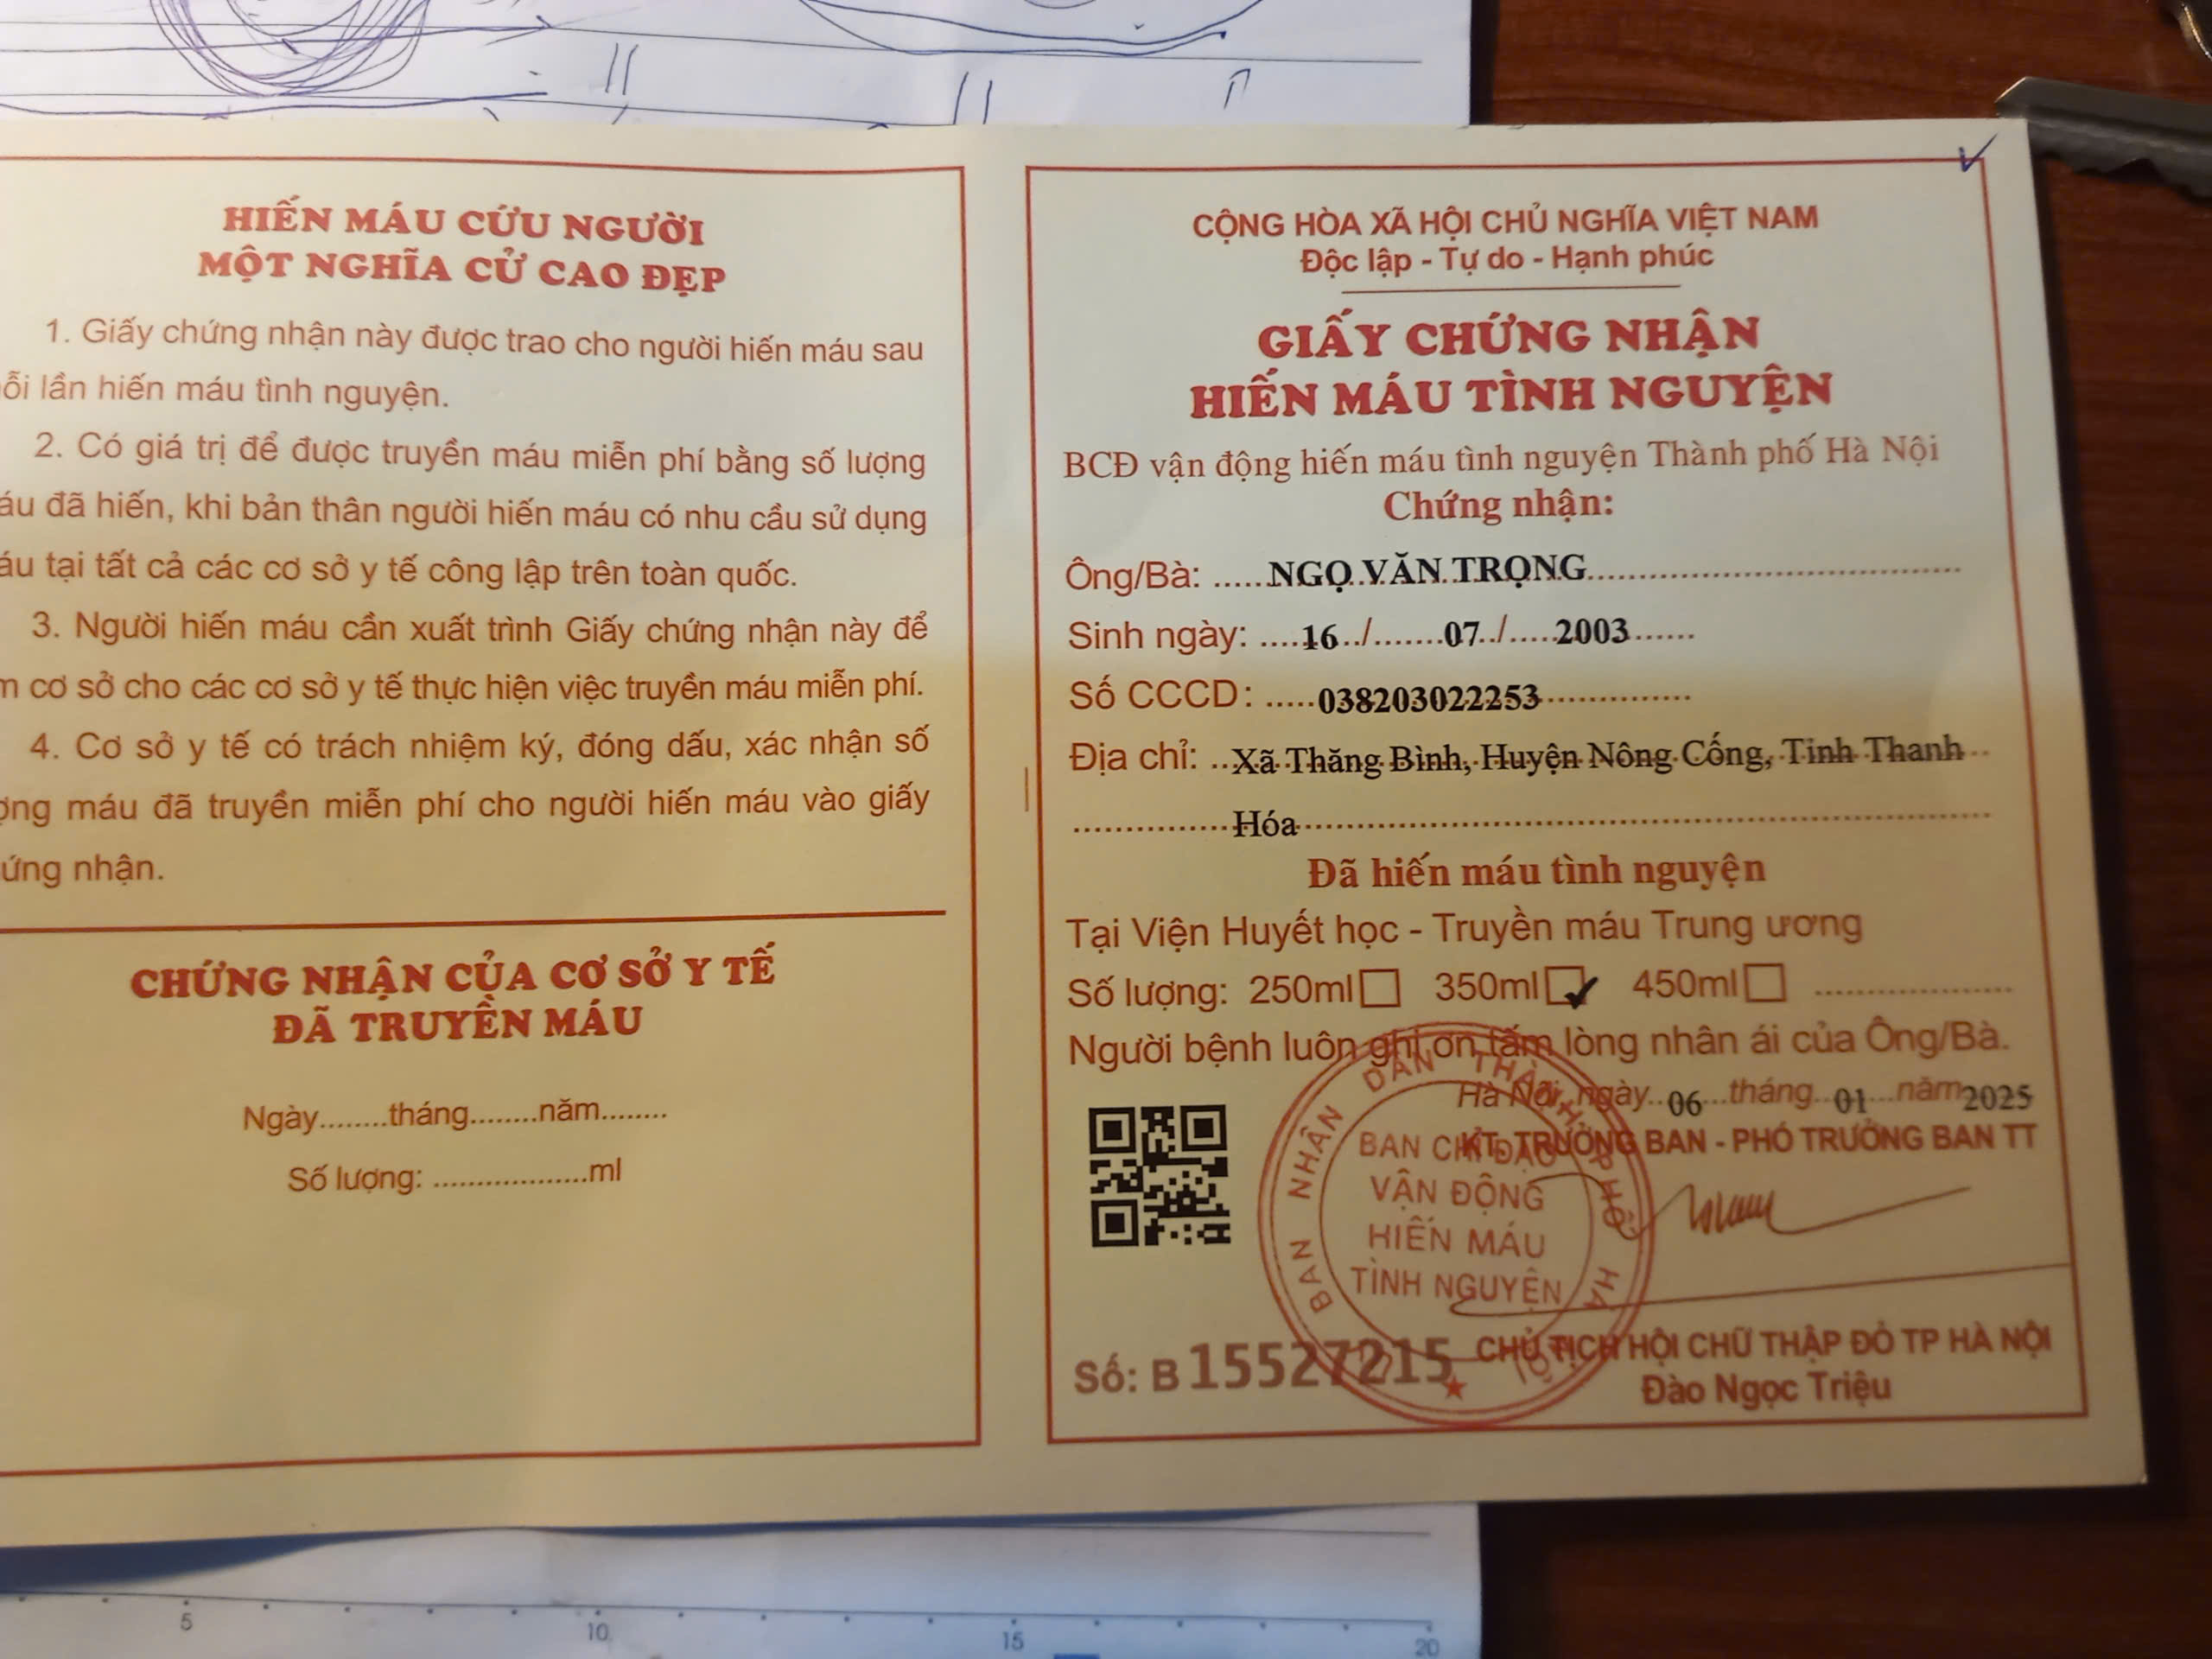 HIẾN MÁU CỨU NGƯỜI
MỘT NGHĨA CỬ CAO ĐẸP
1. Giấy chứng nhận này được trao cho người hiến máu sau
ỗi lần hiến máu tình nguyện.
2. Có giá trị để được truyền máu miễn phí bằng số lượng
áu đã hiến, khi bản thân người hiến máu có nhu cầu sử dụng
áu tại tất cả các cơ sở y tế công lập trên toàn quốc.
3. Người hiến máu cần xuất trình Giấy chứng nhận này để
m cơ sở cho các cơ sở y tế thực hiện việc truyền máu miễn phí.
4. Cơ sở y tế có trách nhiệm ký, đóng dấu, xác nhận số
ợng máu đã truyền miễn phí cho người hiến máu vào giấy
ứng nhận.
CHỨNG NHẬN CỦA CƠ SỞ Y TẾ
ĐÃ TRUYỀN MÁU
Ngày........tháng........năm........
Số lượng: ..................ml
CỘNG HÒA XÃ HỘI CHỦ NGHĨA VIỆT NAM
Độc lập - Tự do - Hạnh phúc
GIẤY CHỨNG NHẬN
HIẾN MÁU TÌNH NGUYỆN
BCĐ vận động hiến máu tình nguyện Thành phố Hà Nội
Chứng nhận:
Ông/Bà: NGỌ VĂN TRỌNG
Sinh ngày: 16 / 07 / 2003
Số CCCD: 038203022253
Địa chỉ: Xã Thăng Bình, Huyện Nông Cống, Tỉnh Thanh
Hóa
Đã hiến máu tình nguyện
Tại Viện Huyết học - Truyền máu Trung ương
Số lượng: 250ml 350ml ✓ 450ml
Người bệnh luôn ghi ơn tấm lòng nhân ái của Ông/Bà.
Hà Nội, ngày 06 tháng 01 năm 2025
KT. TRƯỞNG BAN - PHÓ TRƯỞNG BAN TT
BAN NHÂN DÂN THÀNH PHỐ HÀ NỘI
BAN CHỈ ĐẠO
VẬN ĐỘNG
HIẾN MÁU
TÌNH NGUYỆN
Số: B 15527215
CHỦ TỊCH HỘI CHỮ THẬP ĐỎ TP HÀ NỘI
Đào Ngọc Triệu
5 10 15 20